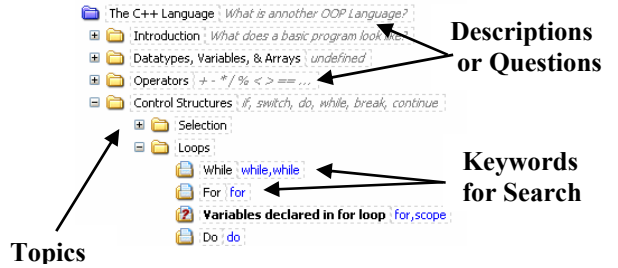 The C++ Language What is annother OOP Language?
Introduction What does a basic program look like?
Datatypes, Variables, & Arrays undefined
Operators + - * / % < > == ...
Control Structures if, switch, do, while, break, continue
Selection
Loops
While while,while
For for
Variables declared in for loop for,scope
Do do
Descriptions
or Questions
Keywords
for Search
Topics